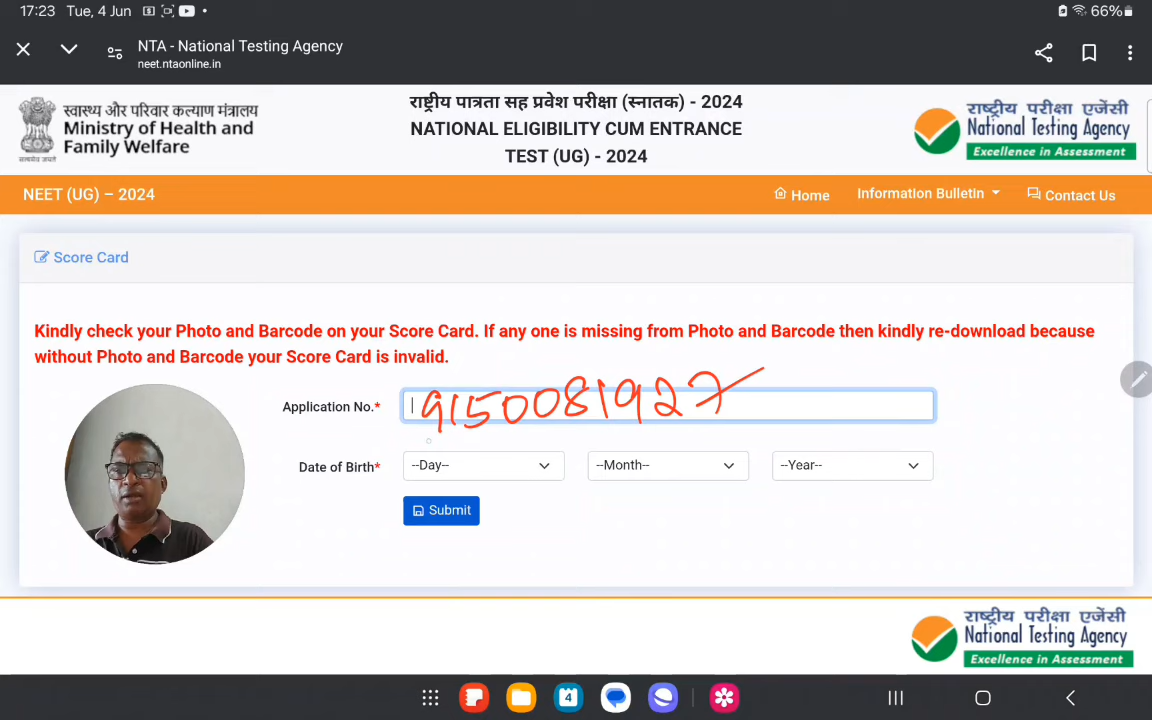 17:23 Tue, 4 Jun 66%
NTA - National Testing Agency
neet.ntaonline.in
स्वास्थ्य और परिवार कल्याण मंत्रालय
Ministry of Health and
Family Welfare
राष्ट्रीय पात्रता सह प्रवेश परीक्षा (स्नातक) - 2024
NATIONAL ELIGIBILITY CUM ENTRANCE
TEST (UG) - 2024
राष्ट्रीय परीक्षा एजेंसी
National Testing Agency
Excellence in Assessment
NEET (UG) – 2024
Home
Information Bulletin
Contact Us
Score Card
Kindly check your Photo and Barcode on your Score Card. If any one is missing from Photo and Barcode then kindly re-download because
without Photo and Barcode your Score Card is invalid.
Application No.*
9150081927
Date of Birth*
--Day--
--Month--
--Year--
Submit
राष्ट्रीय परीक्षा एजेंसी
National Testing Agency
Excellence in Assessment
4